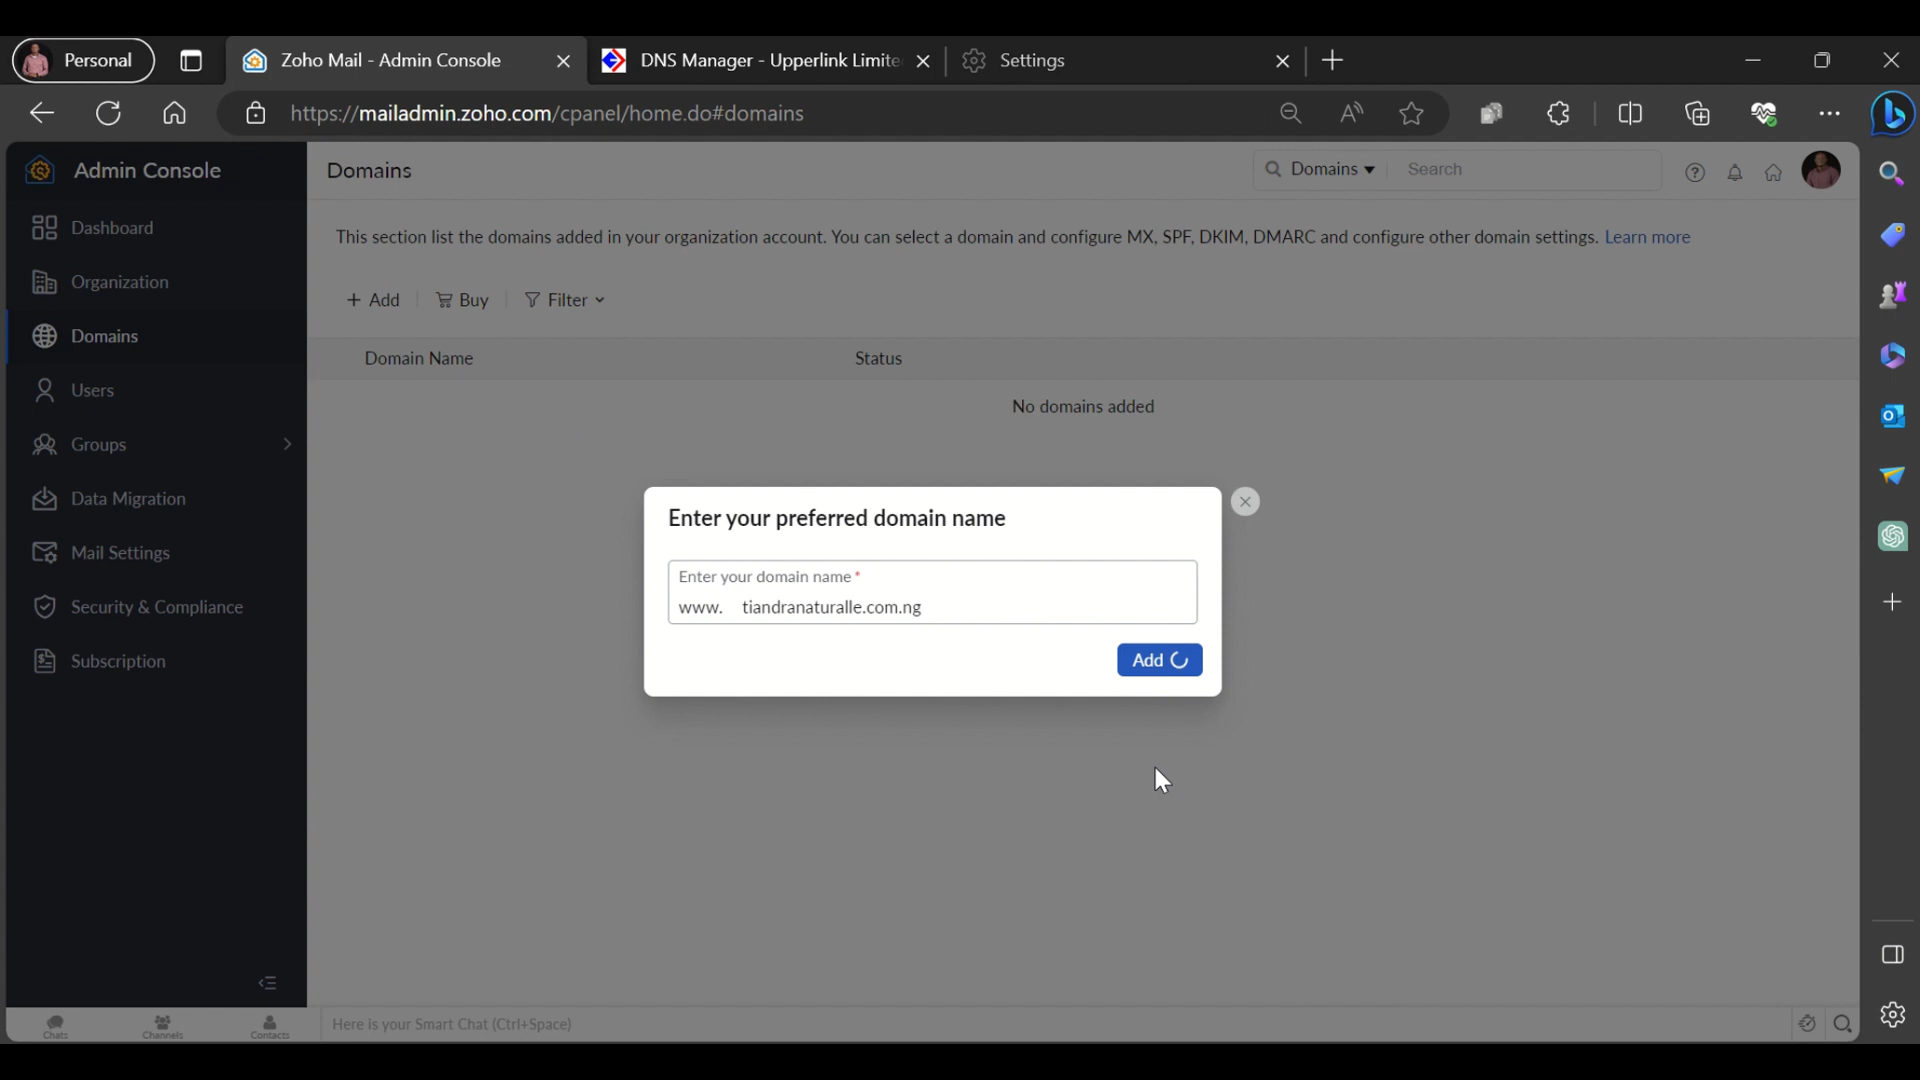 Personal
Zoho Mail - Admin Console
DNS Manager - Upperlink Limite
Settings
https://mailadmin.zoho.com/cpanel/home.do#domains
Admin Console
Domains
Domains
Search
Dashboard
This section list the domains added in your organization account. You can select a domain and configure MX, SPF, DKIM, DMARC and configure other domain settings. Learn more
Organization
Add
Buy
Filter
Domains
Domain Name
Status
Users
No domains added
Groups
Data Migration
Enter your preferred domain name
Mail Settings
Enter your domain name *
www. tiandranaturalle.com.ng
Security & Compliance
Subscription
Add
Chats
Channels
Contacts
Here is your Smart Chat (Ctrl+Space)